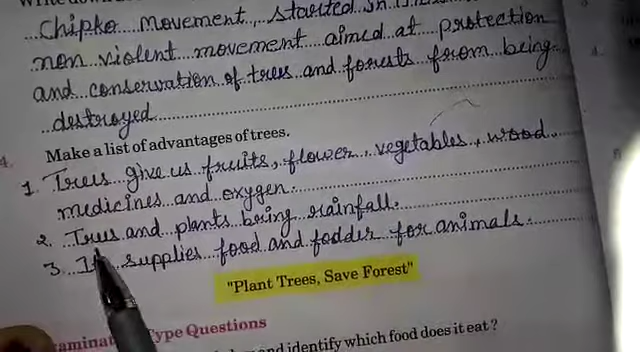 Chipko movement, started in
non violent movement aimed at protection
and conservation of trees and forests from being
destroyed
4. Make a list of advantages of trees.
1. Trees give us fruits, flower, vegetables, wood
medicines and oxygen.
2. Trees and plants bring rainfall.
3. It supplies food and fodder for animals.
"Plant Trees, Save Forest"
Type Questions
and identify which food does it eat?